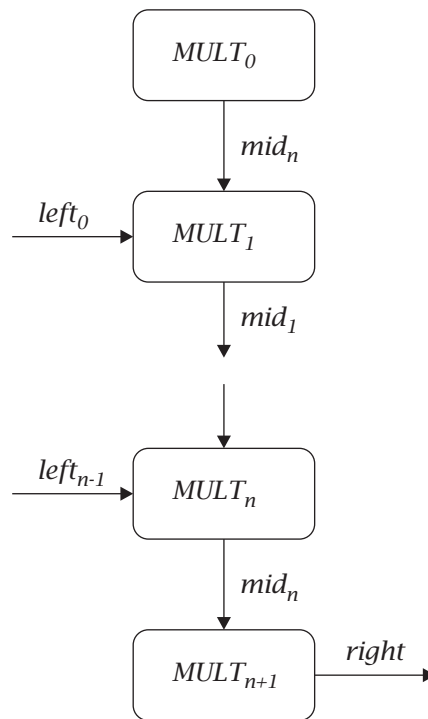 MULT₀
midₙ
left₀
MULT₁
mid₁
leftₙ₋₁
MULTₙ
midₙ
right
MULTₙ₊₁